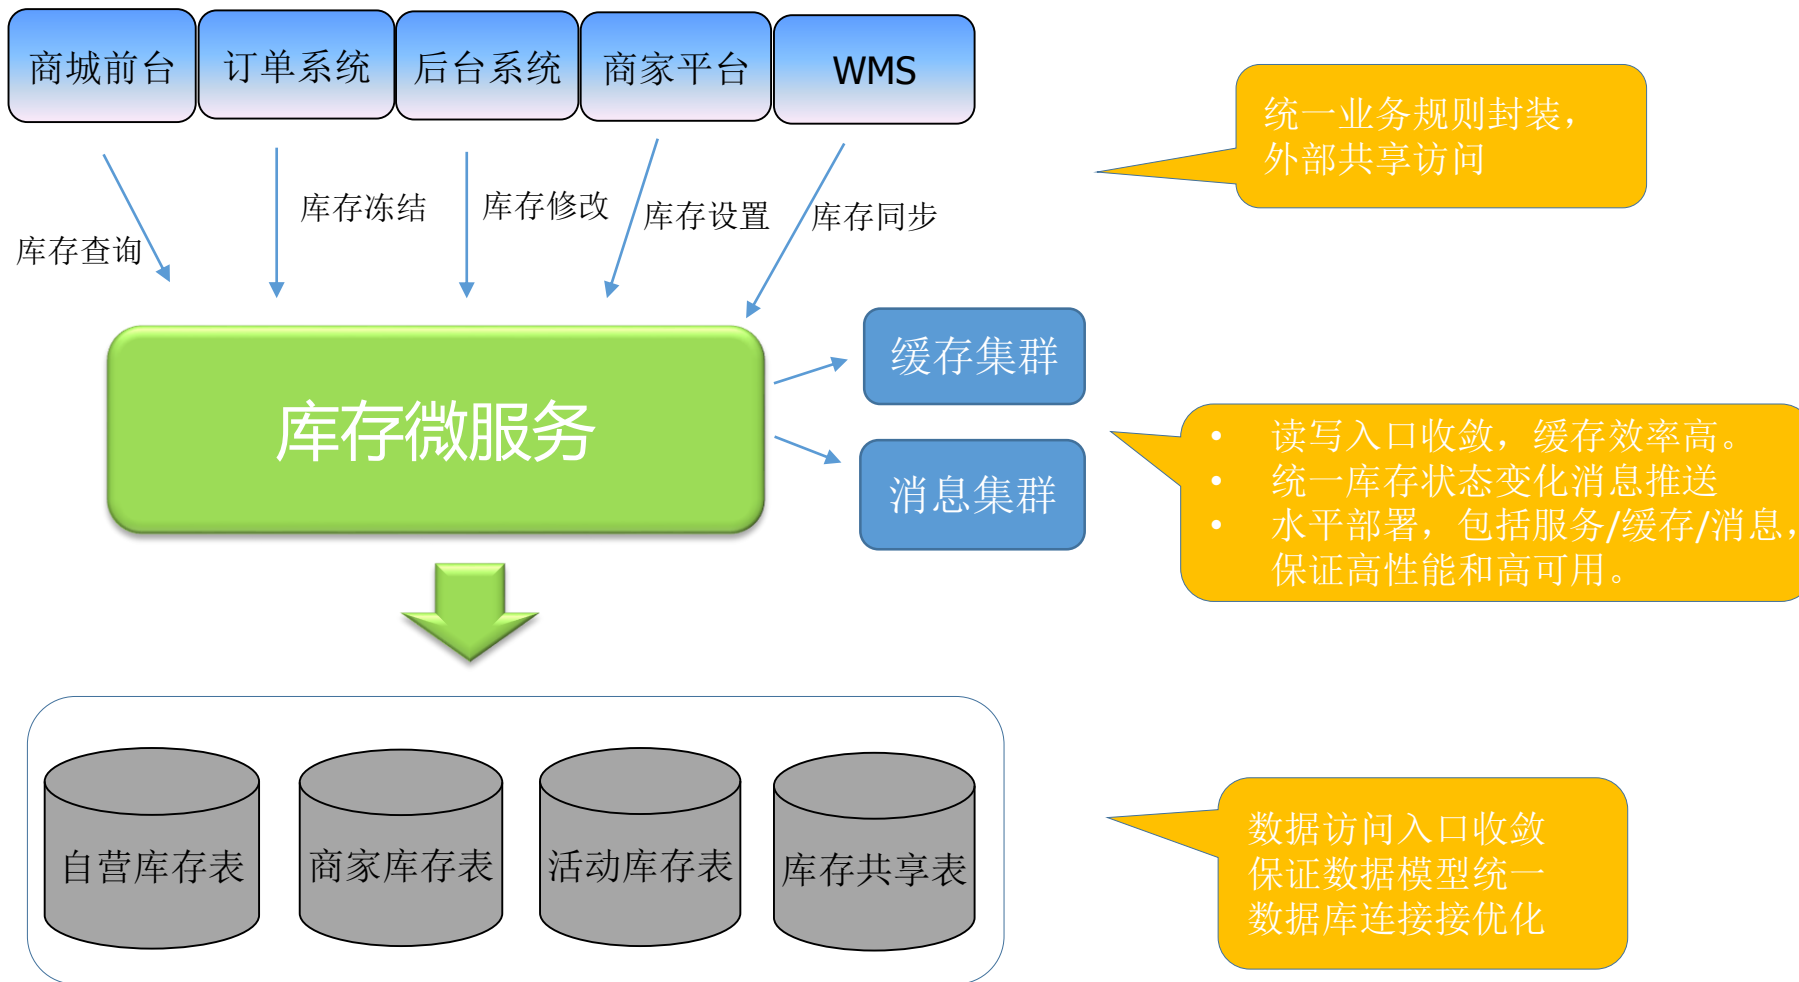 商城前台
订单系统
后台系统
商家平台
WMS
统一业务规则封装，
外部共享访问
库存查询
库存冻结
库存修改
库存设置
库存同步
库存微服务
缓存集群
消息集群
• 读写入口收敛，缓存效率高。
• 统一库存状态变化消息推送
• 水平部署，包括服务/缓存/消息，
保证高性能和高可用。
自营库存表
商家库存表
活动库存表
库存共享表
数据访问入口收敛
保证数据模型统一
数据库连接接优化